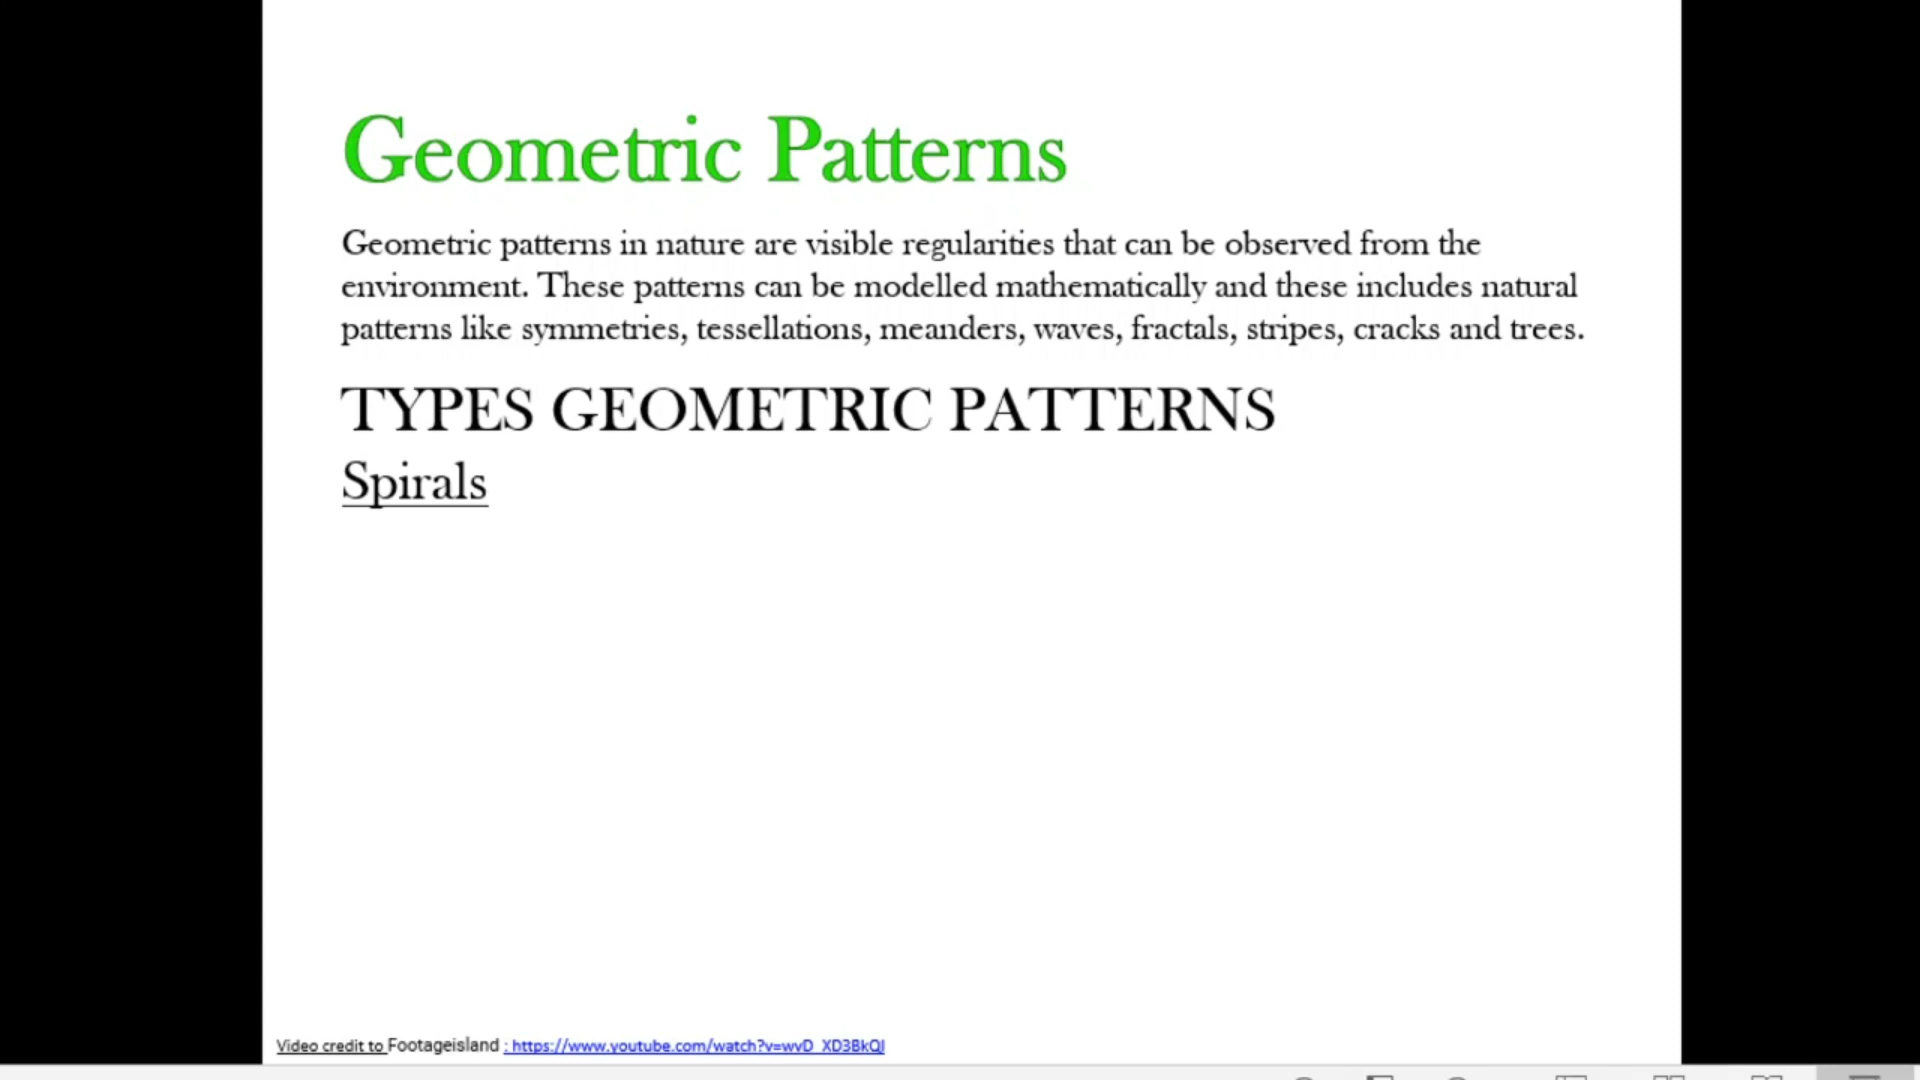 Geometric Patterns
Geometric patterns in nature are visible regularities that can be observed from the
environment. These patterns can be modelled mathematically and these includes natural
patterns like symmetries, tessellations, meanders, waves, fractals, stripes, cracks and trees.
TYPES GEOMETRIC PATTERNS
Spirals
Video credit to Footageisland : https://www.youtube.com/watch?v=wvD_XD3BkQI